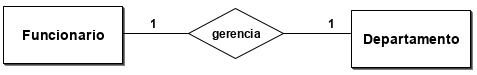 Funcionario
1
gerencia
1
Departamento